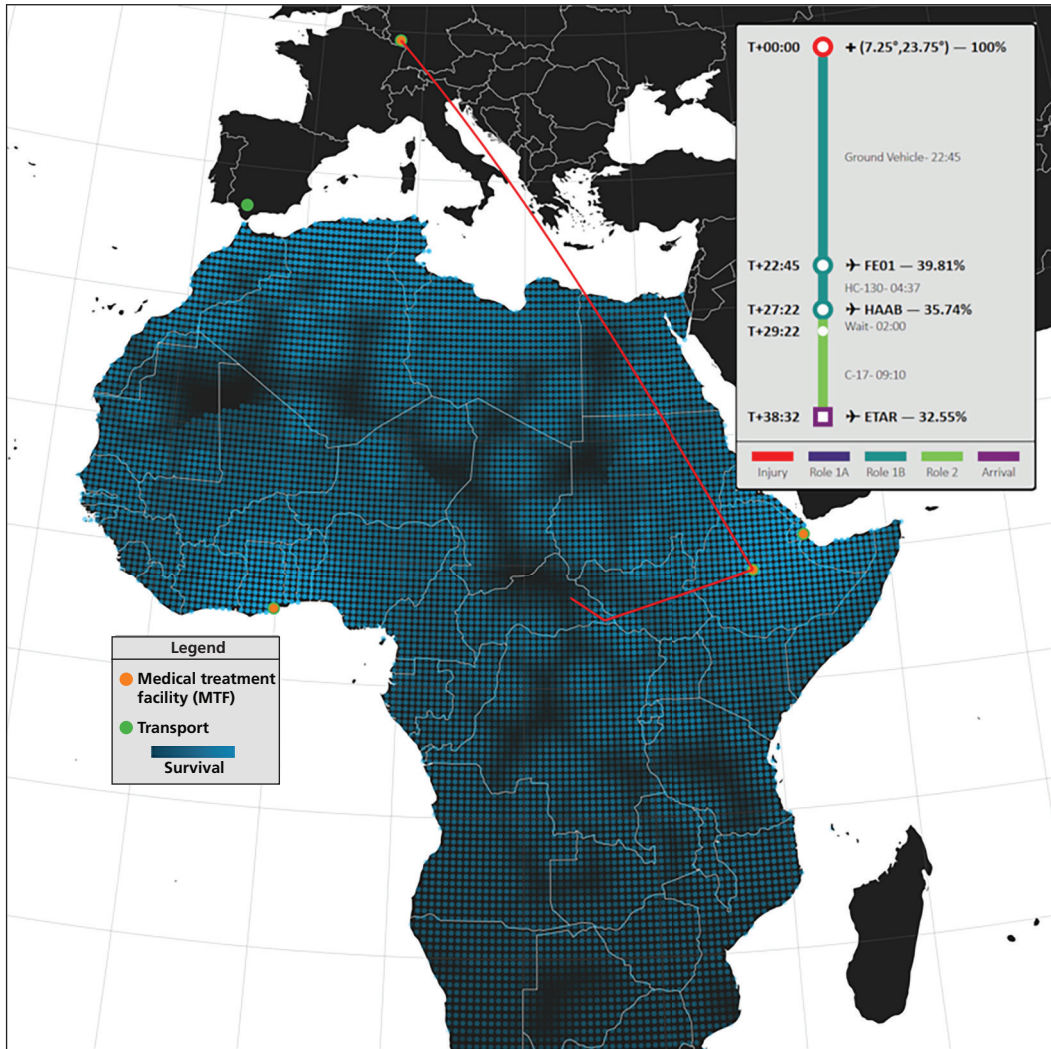 T+00:00 ✚ (7.25°,23.75°) — 100%
Ground Vehicle- 22:45
T+22:45 ✈ FE01 — 39.81%
HC-130- 04:37
T+27:22 ✈ HAAB — 35.74%
Wait- 02:00
T+29:22
C-17- 09:10
T+38:32 ✈ ETAR — 32.55%
Injury Role 1A Role 1B Role 2 Arrival
Legend
Medical treatment
facility (MTF)
Transport
Survival